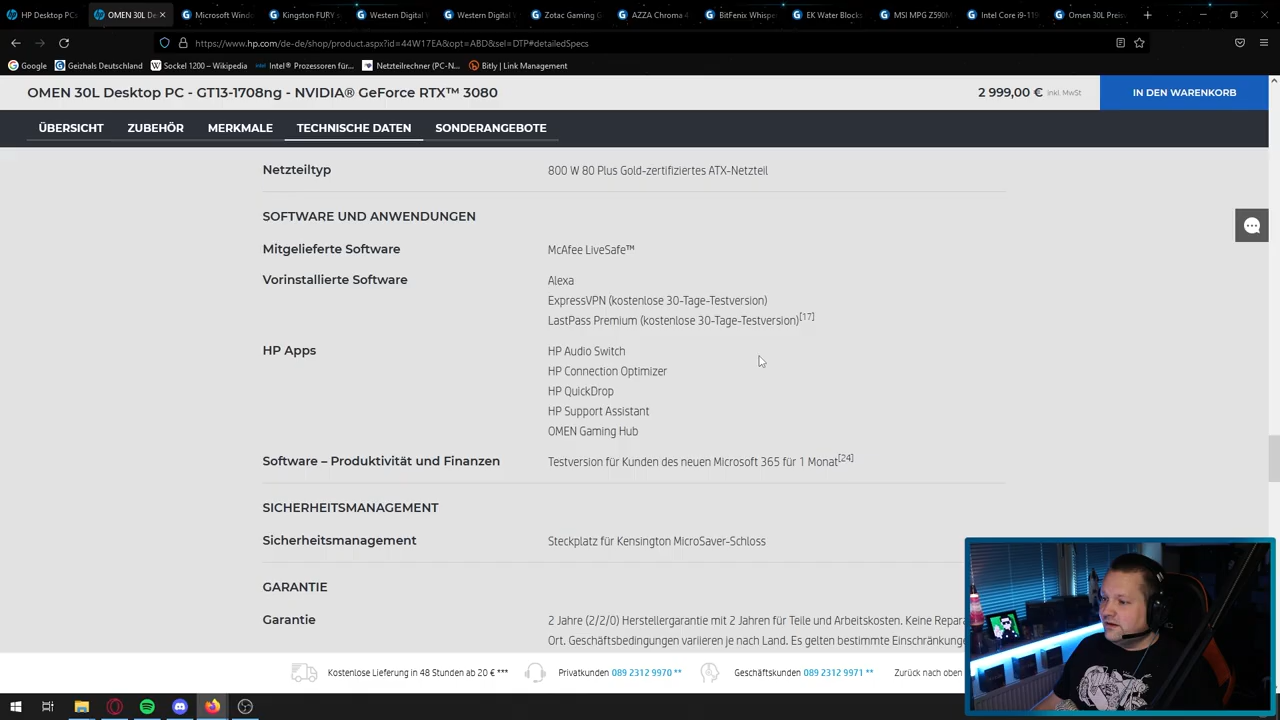 HP Desktop PCs
OMEN 30L De
Microsoft Wind
Kingston FURY
Western Digital
Western Digital
Zotac Gaming G
AZZA Chroma 4
BitFenix Whispe
EK Water Blocks
MSI MPG Z590M
Intel Core i9-119
Omen 30L Preisv
https://www.hp.com/de-de/shop/product.aspx?id=44W17EA&opt=ABD&sel=DTP#detailedSpecs
Google
Geizhals Deutschland
Sockel 1200 – Wikipedia
Intel® Prozessoren für...
Netzteilrechner (PC-N...
Bitly | Link Management
OMEN 30L Desktop PC - GT13-1708ng - NVIDIA® GeForce RTX™ 3080
2 999,00 € inkl. MwSt
IN DEN WARENKORB
ÜBERSICHT
ZUBEHÖR
MERKMALE
TECHNISCHE DATEN
SONDERANGEBOTE
Netzteiltyp
800 W 80 Plus Gold-zertifiziertes ATX-Netzteil
SOFTWARE UND ANWENDUNGEN
Mitgelieferte Software
McAfee LiveSafe™
Vorinstallierte Software
Alexa
ExpressVPN (kostenlose 30-Tage-Testversion)
LastPass Premium (kostenlose 30-Tage-Testversion)[17]
HP Apps
HP Audio Switch
HP Connection Optimizer
HP QuickDrop
HP Support Assistant
OMEN Gaming Hub
Software – Produktivität und Finanzen
Testversion für Kunden des neuen Microsoft 365 für 1 Monat[24]
SICHERHEITSMANAGEMENT
Sicherheitsmanagement
Steckplatz für Kensington MicroSaver-Schloss
GARANTIE
Garantie
2 Jahre (2/2/0) Herstellergarantie mit 2 Jahren für Teile und Arbeitskosten. Keine Repara
Ort. Geschäftsbedingungen variieren je nach Land. Es gelten bestimmte Einschränkunge
Kostenlose Lieferung in 48 Stunden ab 20 € ***
Privatkunden 089 2312 9970 **
Geschäftskunden 089 2312 9971 **
Zurück nach oben